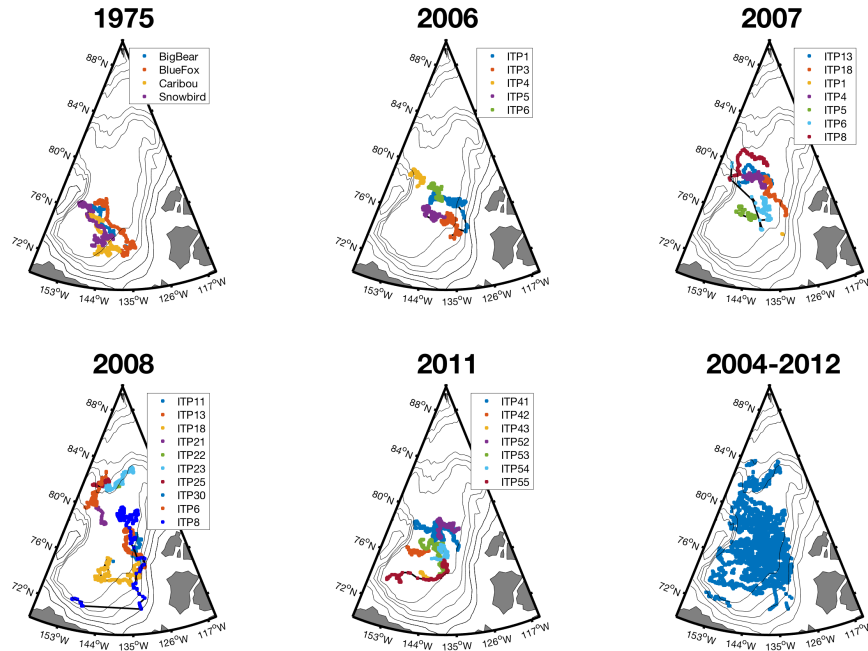 1975
88°N
84°N
80°N
76°N
72°N
153°W
144°W
135°W
126°W
117°W
BigBear
BlueFox
Caribou
Snowbird
2006
88°N
84°N
80°N
76°N
72°N
153°W
144°W
135°W
126°W
117°W
ITP1
ITP3
ITP4
ITP5
ITP6
2007
88°N
84°N
80°N
76°N
72°N
153°W
144°W
135°W
126°W
117°W
ITP13
ITP18
ITP1
ITP4
ITP5
ITP6
ITP8
2008
88°N
84°N
80°N
76°N
72°N
153°W
144°W
135°W
126°W
117°W
ITP11
ITP13
ITP18
ITP21
ITP22
ITP23
ITP25
ITP30
ITP6
ITP8
2011
88°N
84°N
80°N
76°N
72°N
153°W
144°W
135°W
126°W
117°W
ITP41
ITP42
ITP43
ITP52
ITP53
ITP54
ITP55
2004-2012
88°N
84°N
80°N
76°N
72°N
153°W
144°W
135°W
126°W
117°W